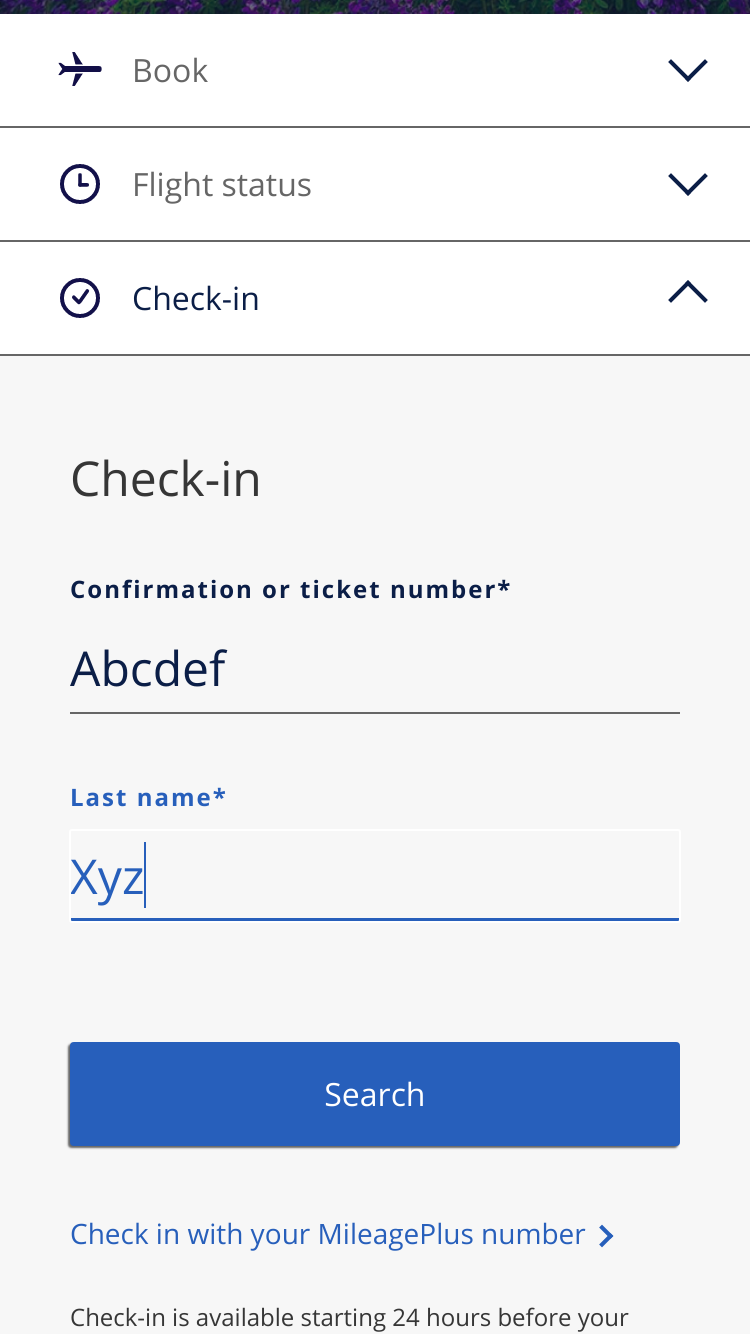 Book
Flight status
Check-in
Check-in
Confirmation or ticket number*
Abcdef
Last name*
Xyz
Search
Check in with your MileagePlus number
Check-in is available starting 24 hours before your